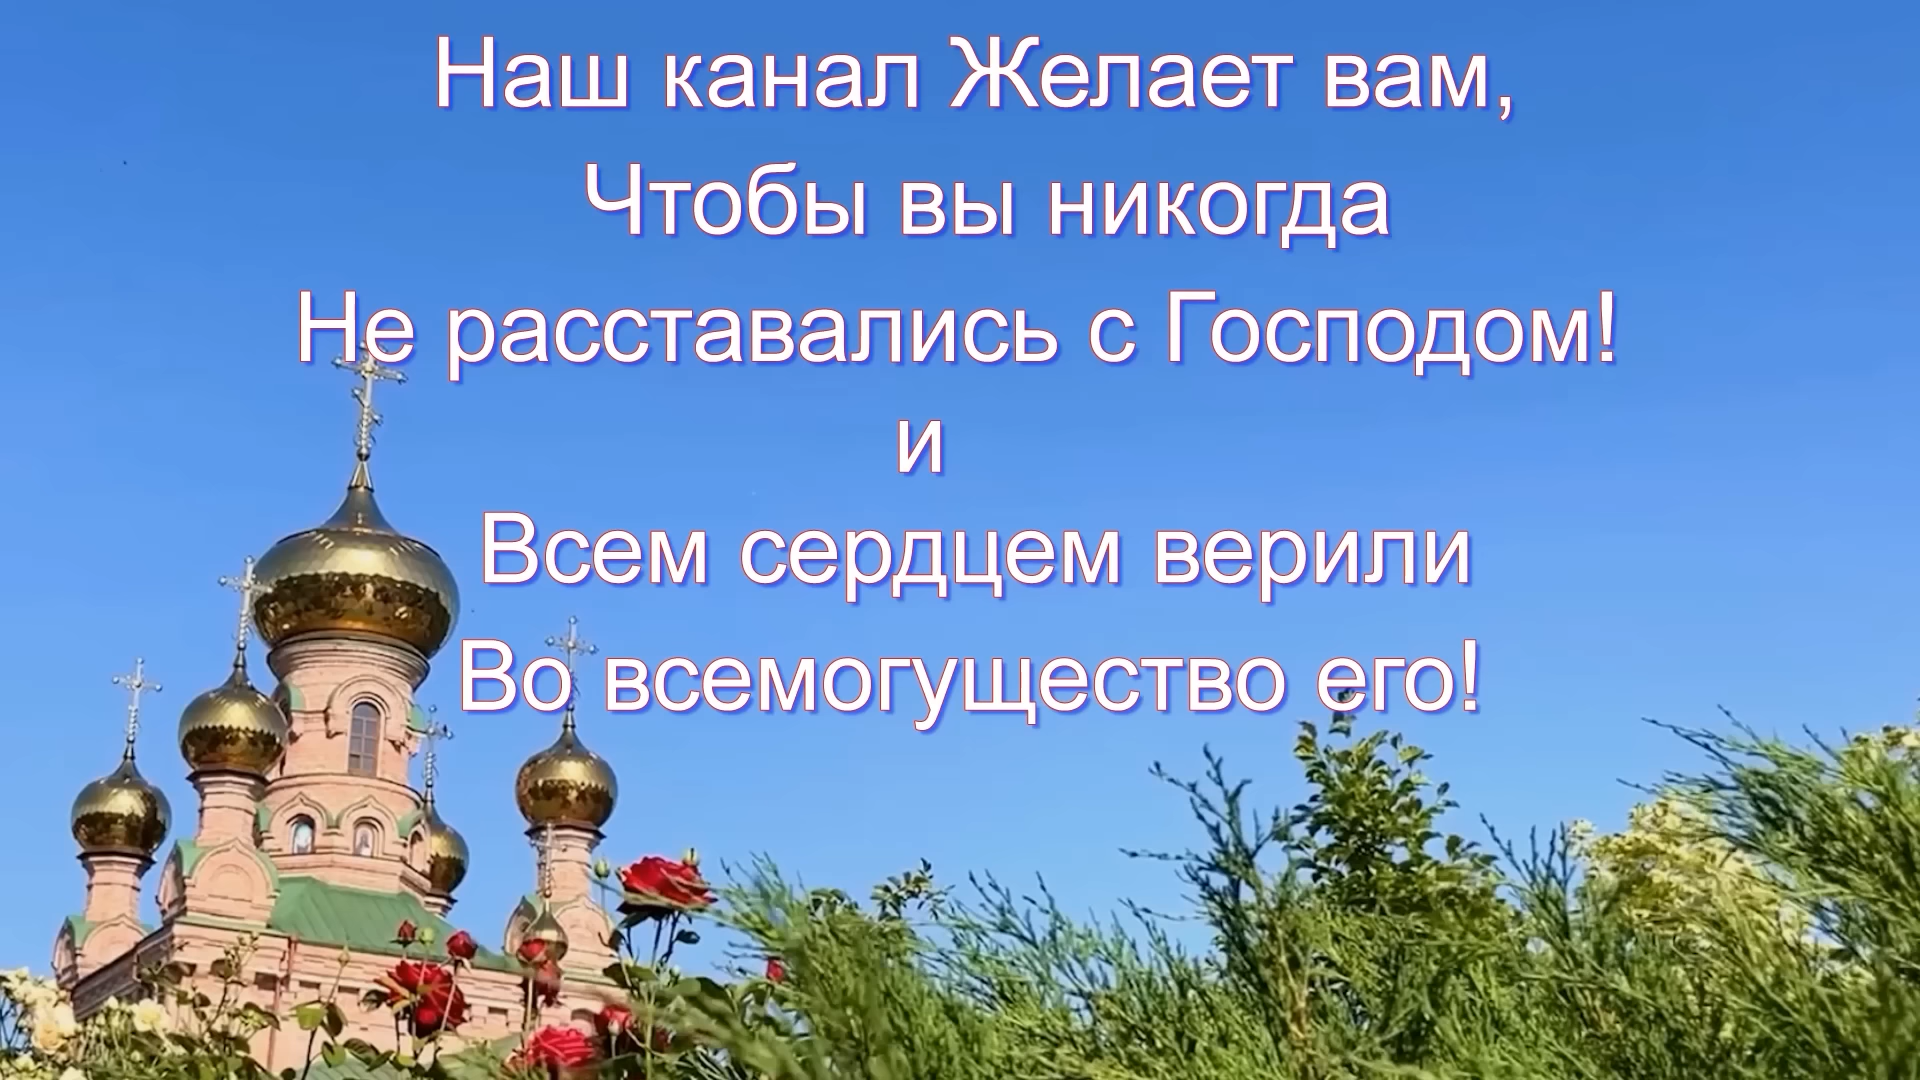 Наш канал Желает вам,
Чтобы вы никогда
Не расставались с Господом!
и
Всем сердцем верили
Во всемогущество его!